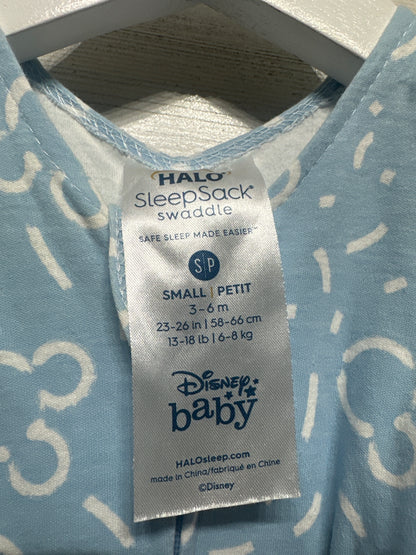 HALO
SleepSack®
swaddle
SAFE SLEEP MADE EASIER™
S|P
SMALL | PETIT
3-6 m
23-26 in | 58-66 cm
13-18 lb | 6-8 kg
Disney
baby
HALOsleep.com
made in China/fabriqué en Chine
©Disney